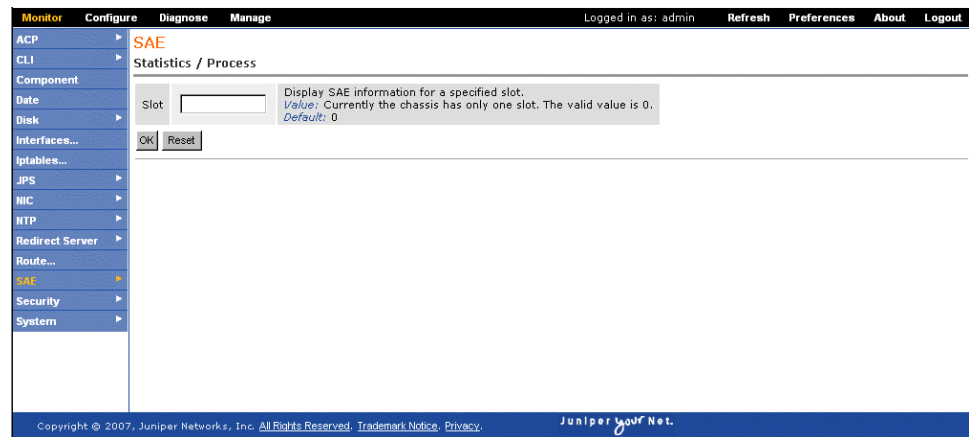 Monitor Configure Diagnose Manage Logged in as: admin Refresh Preferences About Logout
ACP
CLI
Component
Date
Disk
Interfaces...
Iptables...
JPS
NIC
NTP
Redirect Server
Route...
SAE
Security
System
SAE
Statistics / Process
Slot
Display SAE information for a specified slot.
Value: Currently the chassis has only one slot. The valid value is 0.
Default: 0
OK Reset
Copyright © 2007, Juniper Networks, Inc. All Rights Reserved. Trademark Notice. Privacy.
Juniper your Net.